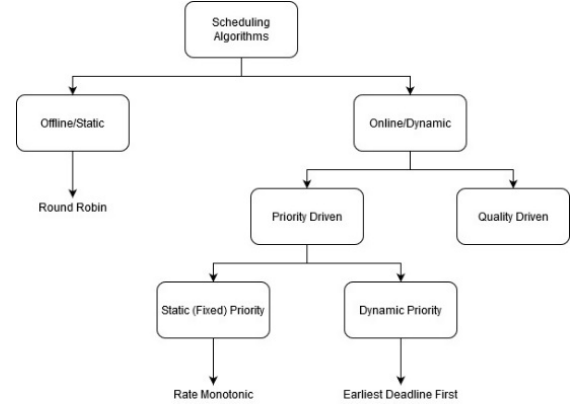 Scheduling
Algorithms
Offline/Static
Online/Dynamic
Round Robin
Priority Driven
Quality Driven
Static (Fixed) Priority
Dynamic Priority
Rate Monotonic
Earliest Deadline First